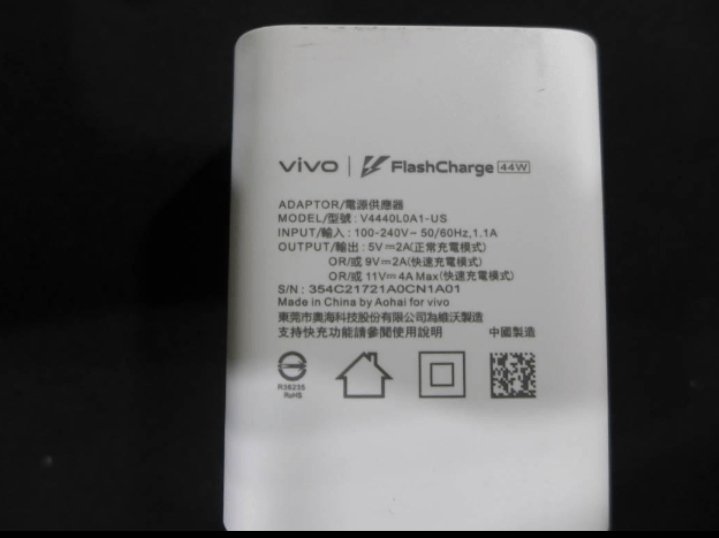 vivo | FlashCharge 44W
ADAPTOR/電源供應器
MODEL/型號 : V4440L0A1-US
INPUT/輸入 : 100-240V~ 50/60Hz,1.1A
OUTPUT/輸出 : 5V⎓2A(正常充電模式)
OR/或 9V⎓2A(快速充電模式)
OR/或 11V⎓4A Max(快速充電模式)
S/N : 354C21721A0CN1A01
Made in China by Aohai for vivo
東莞市奧海科技股份有限公司為維沃製造
支持快充功能請參閱使用說明 中國製造
R38235
RoHS